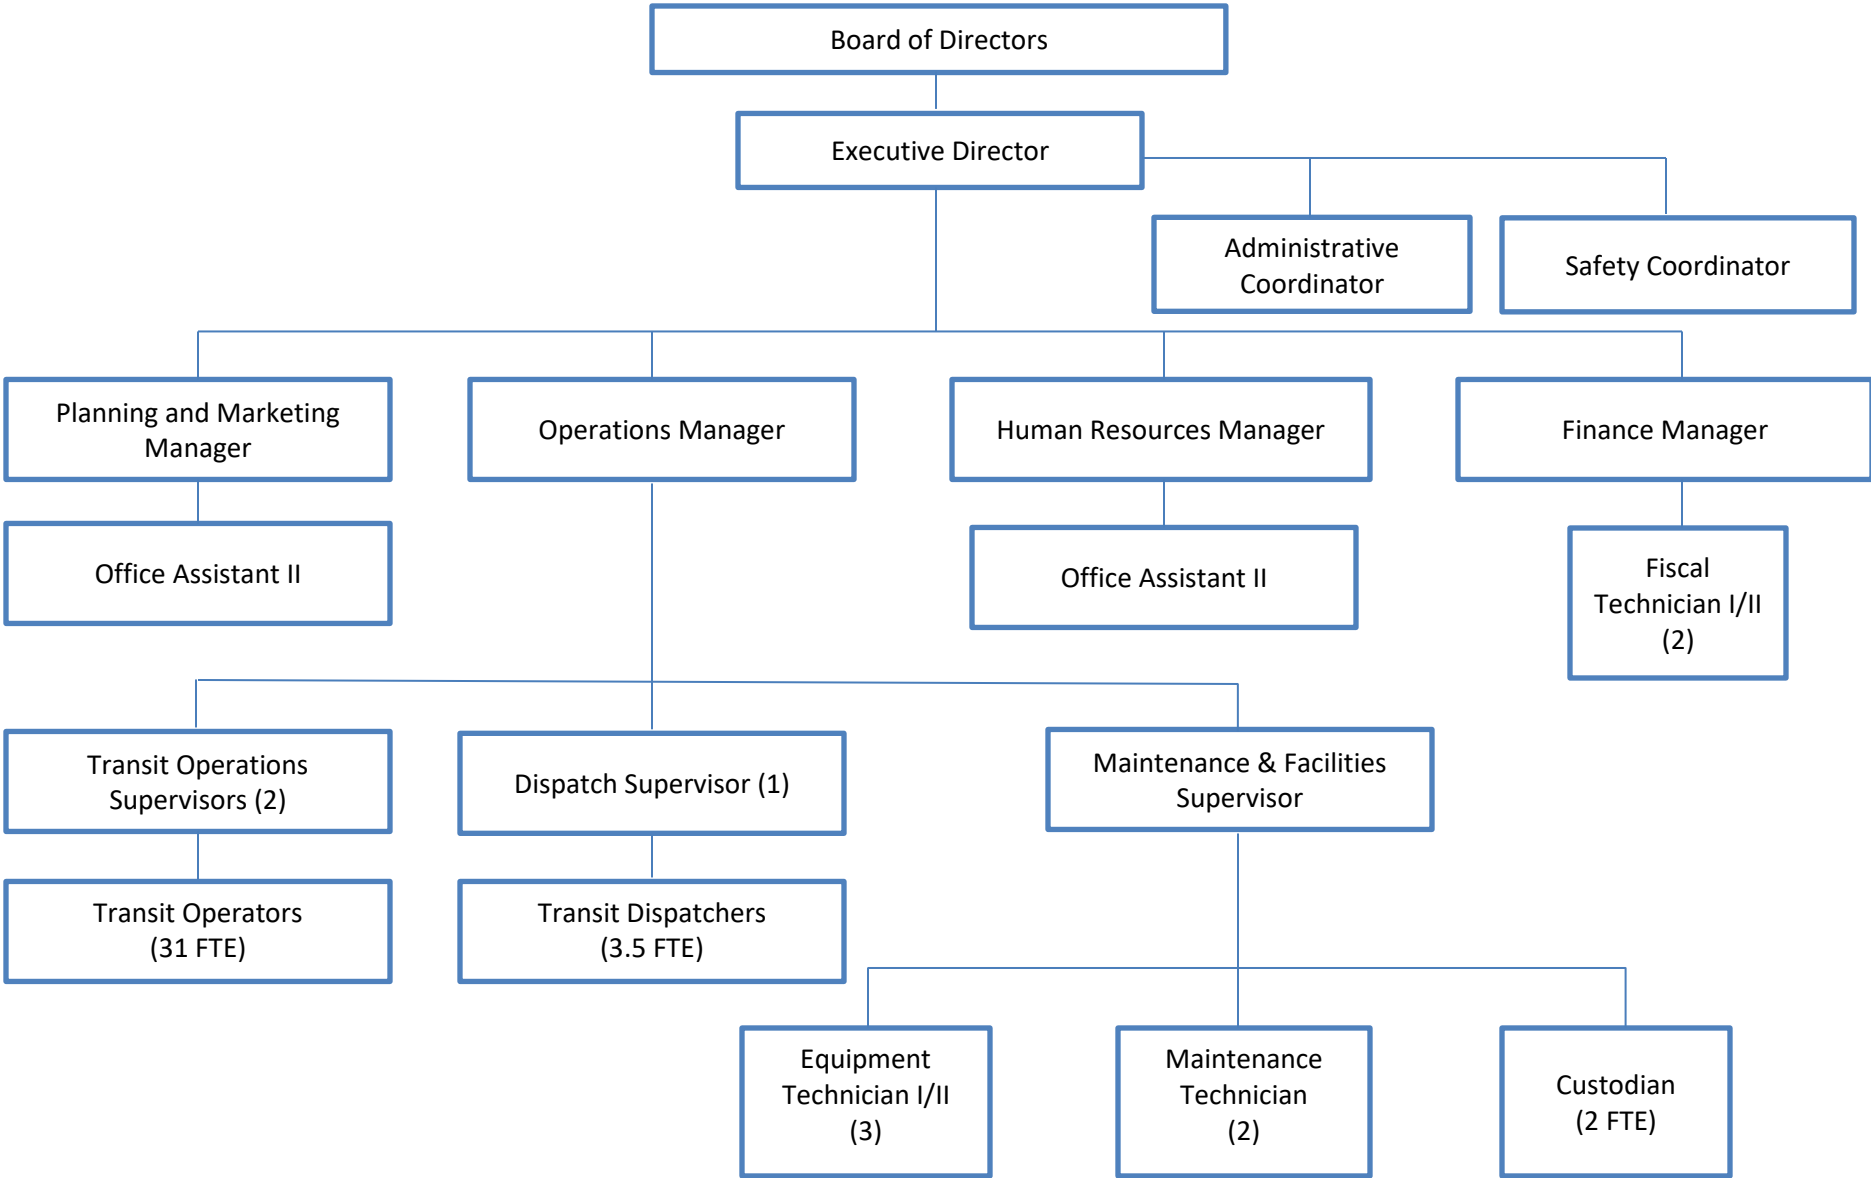 Board of Directors
Executive Director
Administrative
Coordinator
Safety Coordinator
Planning and Marketing
Manager
Operations Manager
Human Resources Manager
Finance Manager
Office Assistant II
Office Assistant II
Fiscal
Technician I/II
(2)
Transit Operations
Supervisors (2)
Dispatch Supervisor (1)
Maintenance & Facilities
Supervisor
Transit Operators
(31 FTE)
Transit Dispatchers
(3.5 FTE)
Equipment
Technician I/II
(3)
Maintenance
Technician
(2)
Custodian
(2 FTE)